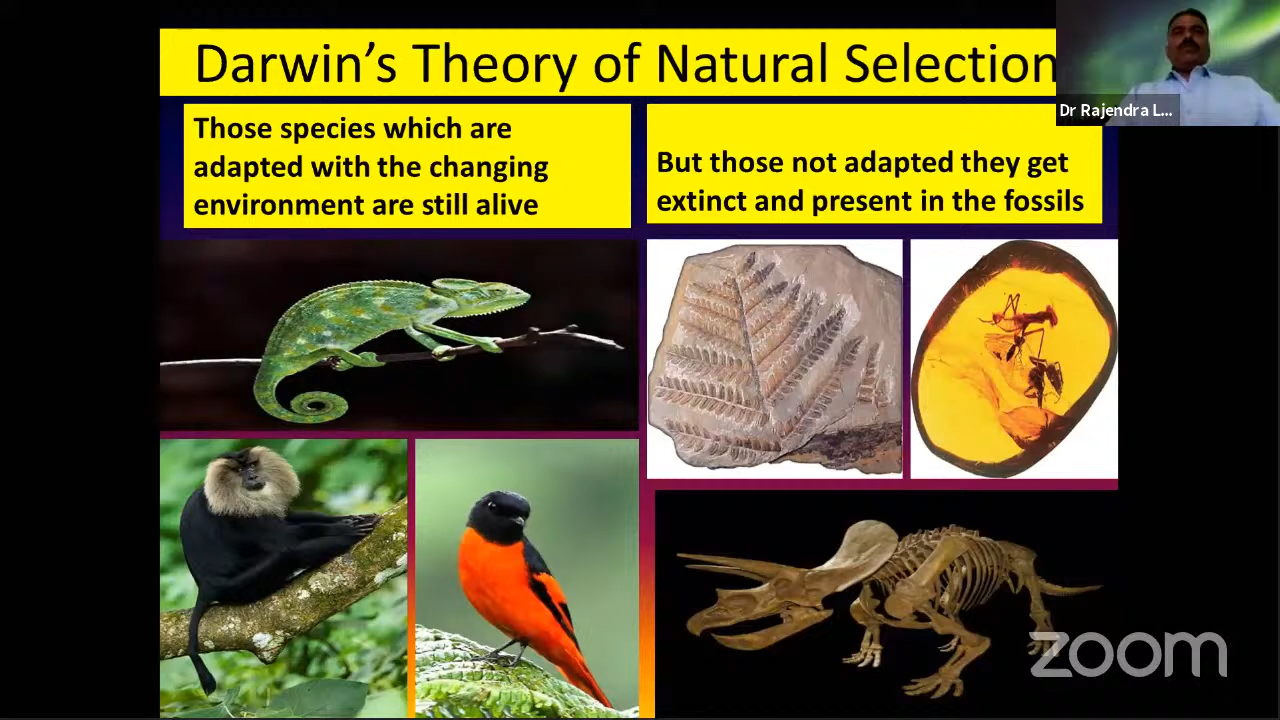 Darwin's Theory of Natural Selection
Dr Rajendra L...
Those species which are
adapted with the changing
environment are still alive
But those not adapted they get
extinct and present in the fossils
zoom